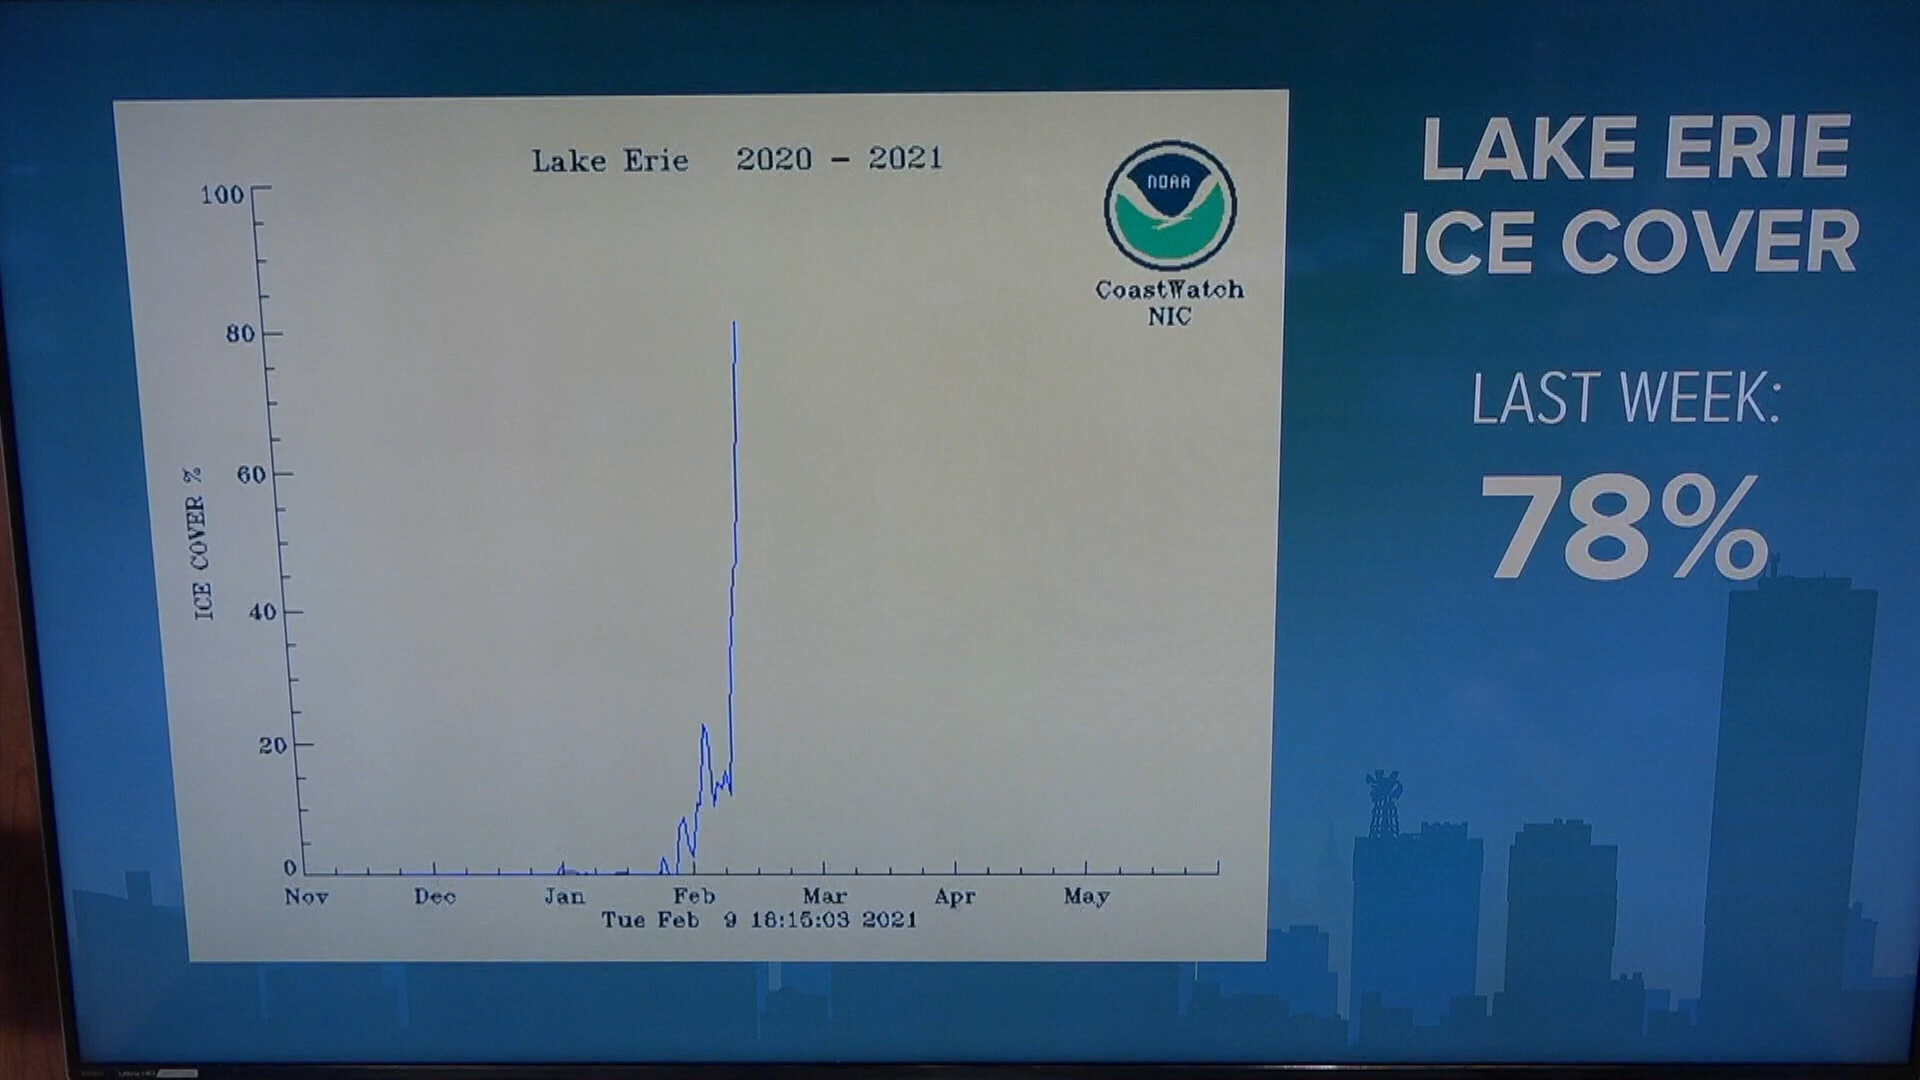 Lake Erie 2020 - 2021
NOAA
CoastWatch
NIC
100
80
60
40
20
0
ICE COVER %
Nov Dec Jan Feb Mar Apr May
Tue Feb 9 18:15:03 2021
LAKE ERIE
ICE COVER
LAST WEEK:
78%